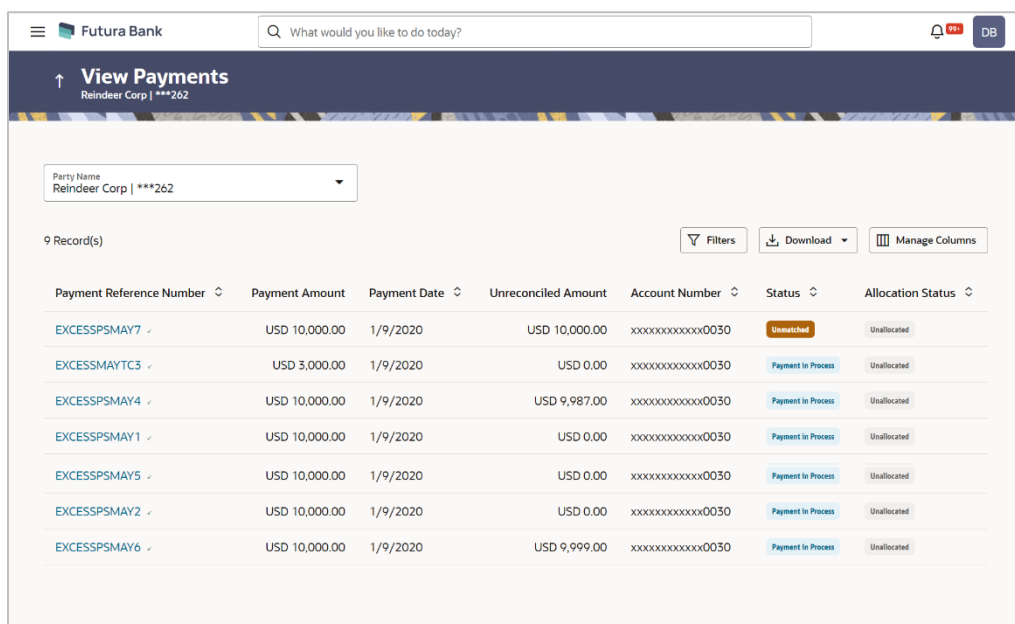 Futura Bank
What would you like to do today?
99+
DB
View Payments
Reindeer Corp | ***262
Party Name
Reindeer Corp | ***262
9 Record(s)
Filters
Download
Manage Columns
Payment Reference Number Payment Amount Payment Date Unreconciled Amount Account Number Status Allocation Status
EXCESSPSMAY7 USD 10,000.00 1/9/2020 USD 10,000.00 xxxxxxxxxxxx0030 Unmatched Unallocated
EXCESSMAYTC3 USD 3,000.00 1/9/2020 USD 0.00 xxxxxxxxxxxx0030 Payment in Process Unallocated
EXCESSPSMAY4 USD 10,000.00 1/9/2020 USD 9,987.00 xxxxxxxxxxxx0030 Payment in Process Unallocated
EXCESSPSMAY1 USD 10,000.00 1/9/2020 USD 0.00 xxxxxxxxxxxx0030 Payment in Process Unallocated
EXCESSPSMAY5 USD 10,000.00 1/9/2020 USD 0.00 xxxxxxxxxxxx0030 Payment in Process Unallocated
EXCESSPSMAY2 USD 10,000.00 1/9/2020 USD 0.00 xxxxxxxxxxxx0030 Payment in Process Unallocated
EXCESSPSMAY6 USD 10,000.00 1/9/2020 USD 9,999.00 xxxxxxxxxxxx0030 Payment in Process Unallocated